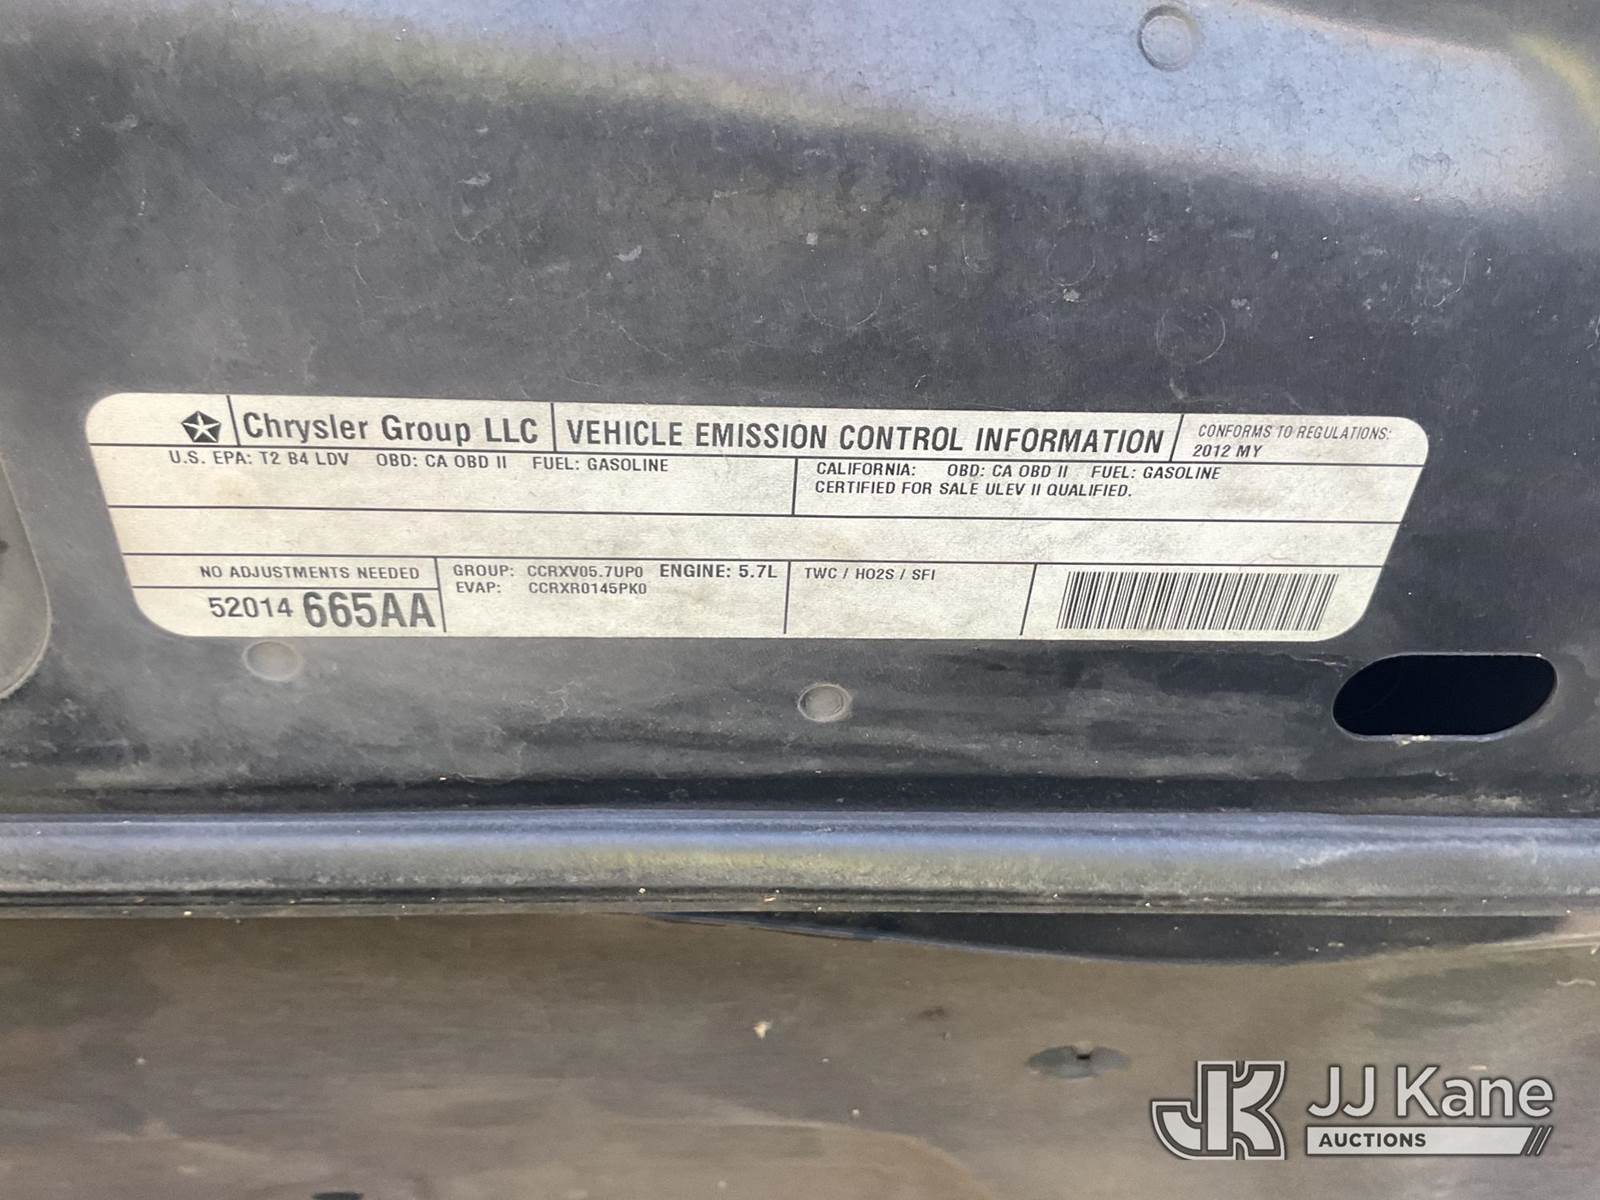 Chrysler Group LLC VEHICLE EMISSION CONTROL INFORMATION CONFORMS TO REGULATIONS:
2012 MY
U.S. EPA: T2 B4 LDV OBD: CA OBD II FUEL: GASOLINE
CALIFORNIA: OBD: CA OBD II FUEL: GASOLINE
CERTIFIED FOR SALE ULEV II QUALIFIED.
NO ADJUSTMENTS NEEDED
52014 665AA
GROUP: CCRXV05.7UP0 ENGINE: 5.7L
EVAP: CCRXR0145PK0
TWC / HO2S / SFI
JK JJ Kane
AUCTIONS